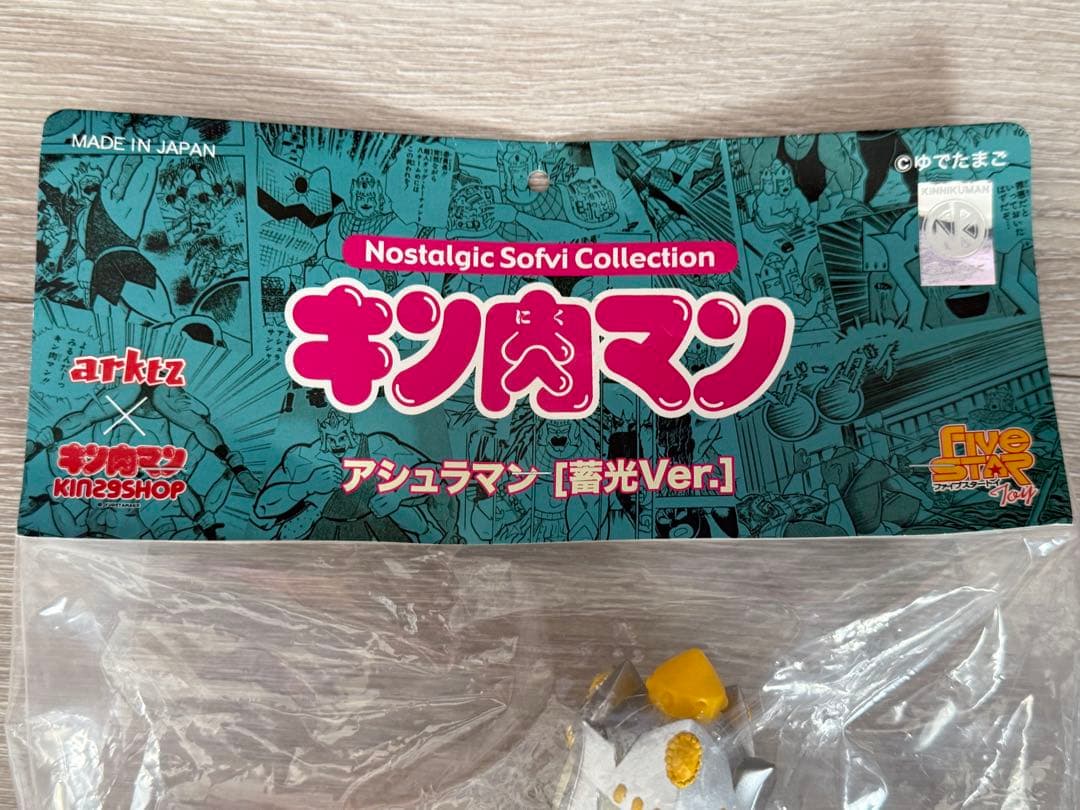 MADE IN JAPAN
©ゆでたまご
KINNIKUMAN
Nostalgic Sofvi Collection
にく
キン肉マン
arktz
×
キン肉マン
KIN29SHOP
アシュラマン [蓄光Ver.]
Five
STAR
ファイブスタートイ
Toy